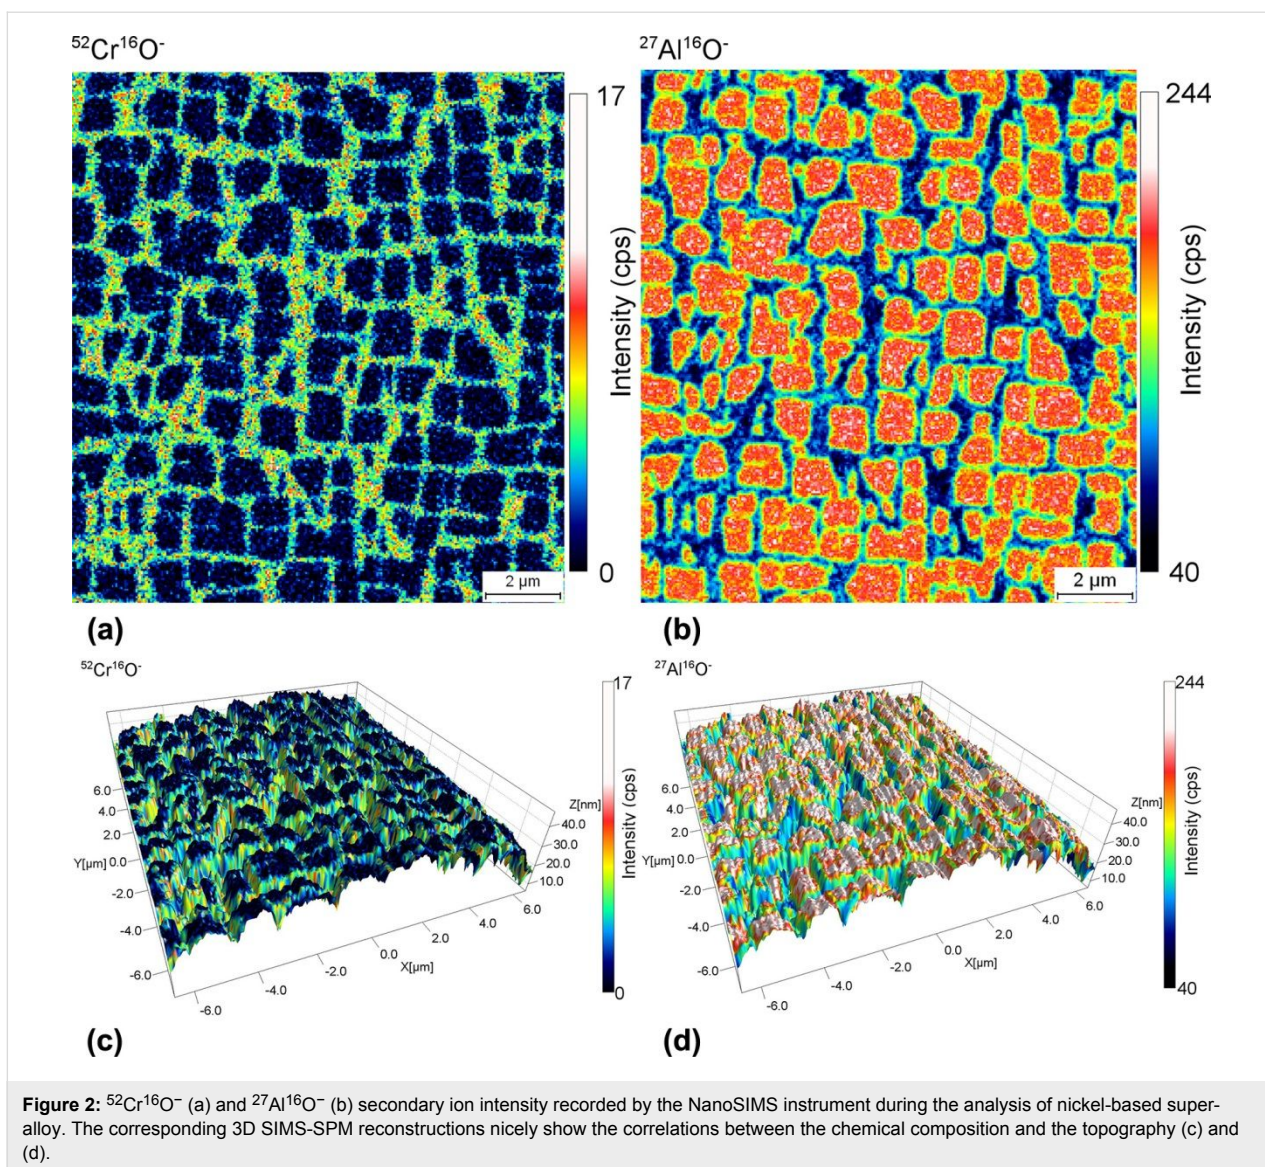 ⁵²Cr¹⁶O⁻
²⁷Al¹⁶O⁻
17
Intensity (cps)
0
2 µm
244
Intensity (cps)
40
2 µm
(a)
(b)
⁵²Cr¹⁶O⁻
²⁷Al¹⁶O⁻
17
Intensity (cps)
0
Z[nm]
40.0
30.0
20.0
10.0
6.0
4.0
2.0
Y[µm] 0.0
-2.0
-4.0
-6.0
-6.0
-4.0
-2.0
0.0
2.0
4.0
6.0
X[µm]
244
Intensity (cps)
40
Z[nm]
40.0
30.0
20.0
10.0
6.0
4.0
2.0
Y[µm] 0.0
-2.0
-4.0
-6.0
-6.0
-4.0
-2.0
0.0
2.0
4.0
6.0
X[µm]
(c)
(d)
Figure 2: ⁵²Cr¹⁶O⁻ (a) and ²⁷Al¹⁶O⁻ (b) secondary ion intensity recorded by the NanoSIMS instrument during the analysis of nickel-based super-
alloy. The corresponding 3D SIMS-SPM reconstructions nicely show the correlations between the chemical composition and the topography (c) and
(d).